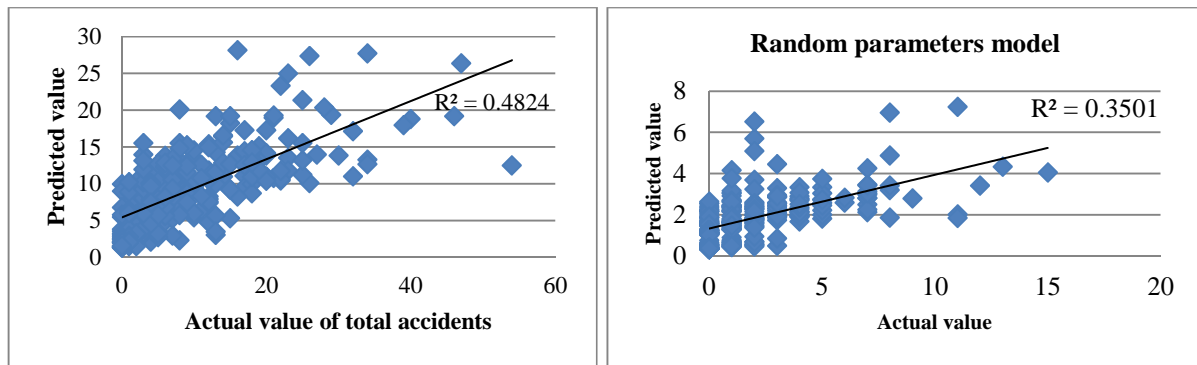 30
25
20
15
10
5
0
Predicted value
R² = 0.4824
0 20 40 60
Actual value of total accidents
Random parameters model
8
6
4
2
0
Predicted value
R² = 0.3501
0 5 10 15 20
Actual value